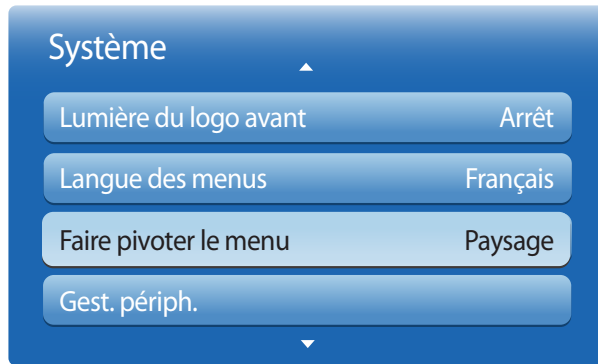 Système
Lumière du logo avant Arrêt
Langue des menus Français
Faire pivoter le menu Paysage
Gest. périph.